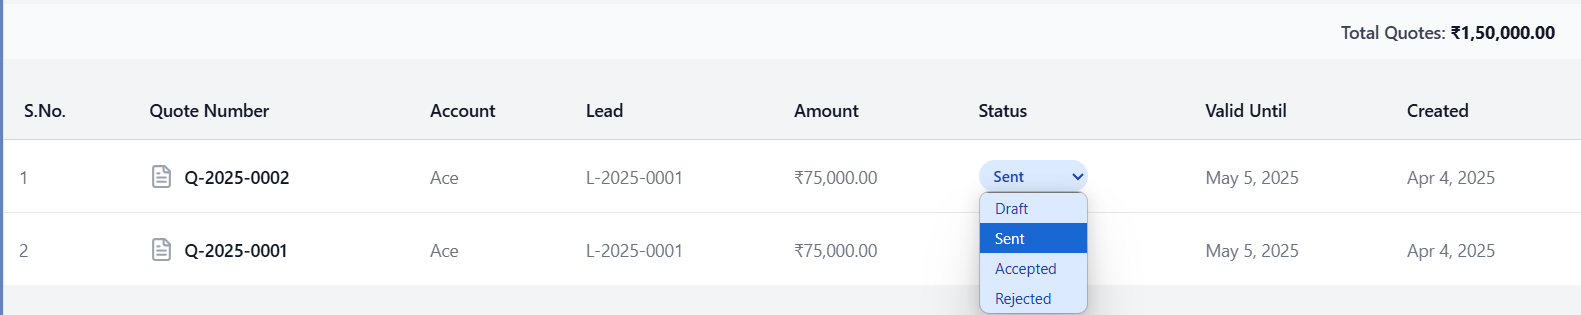 Total Quotes: ₹1,50,000.00
S.No. Quote Number Account Lead Amount Status Valid Until Created
1 Q-2025-0002 Ace L-2025-0001 ₹75,000.00 Sent May 5, 2025 Apr 4, 2025
Draft
Sent
2 Q-2025-0001 Ace L-2025-0001 ₹75,000.00 May 5, 2025 Apr 4, 2025
Accepted
Rejected